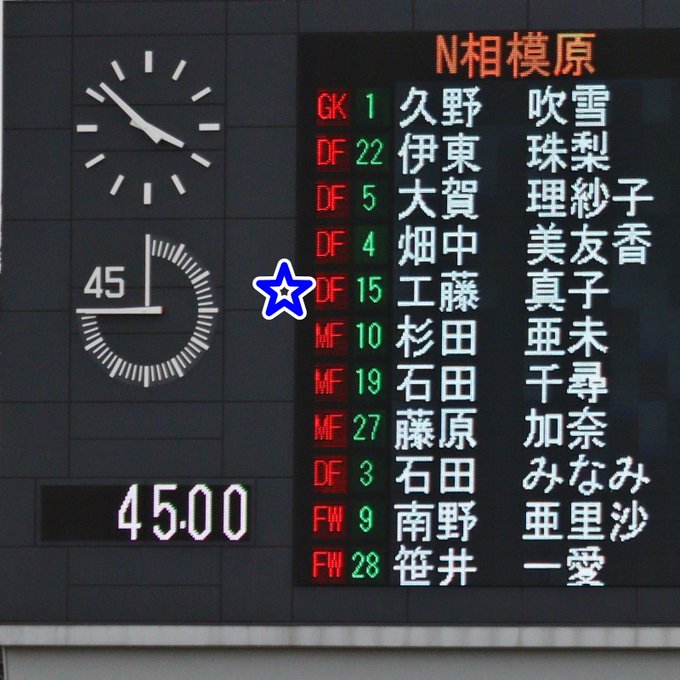 N相模原
GK 1 久野 吹雪
DF 22 伊東 珠梨
DF 5 大賀 理紗子
DF 4 畑中 美友香
DF 15 工藤 真子
MF 10 杉田 亜未
MF 19 石田 千尋
MF 27 藤原 加奈
DF 3 石田 みなみ
FW 9 南野 亜里沙
FW 28 笹井 一愛
45
45.00